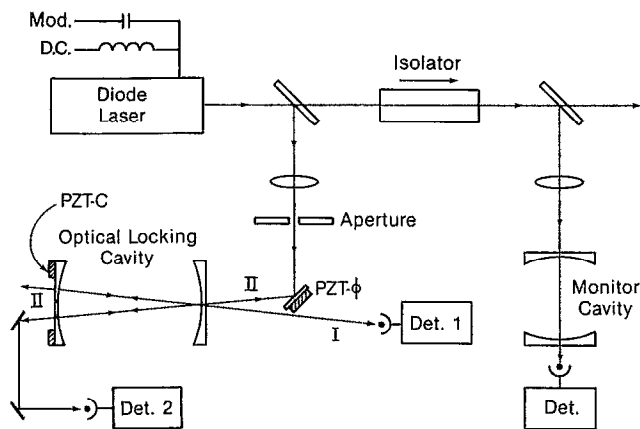 Mod.
D.C.
Diode
Laser
Isolator
PZT-C
Optical Locking
Cavity
Aperture
II
II
PZT-ϕ
I
Det. 1
Monitor
Cavity
Det. 2
Det.